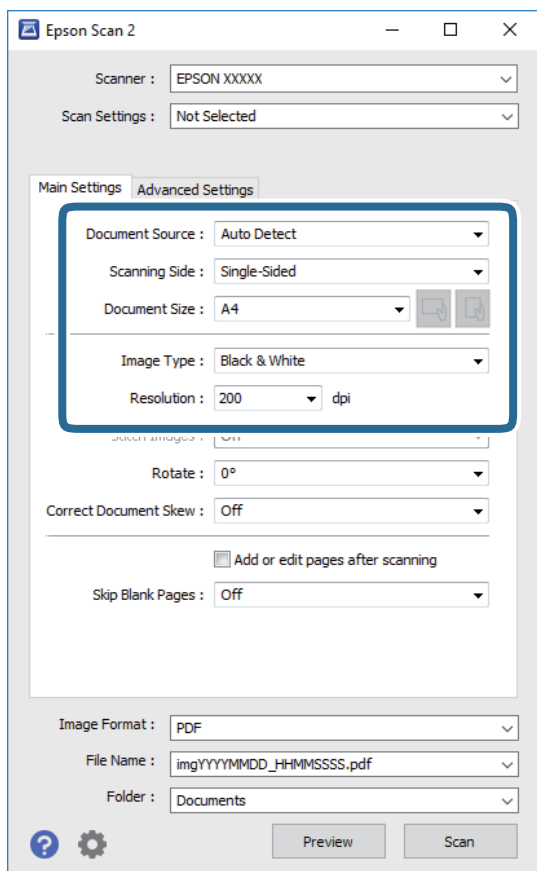 Epson Scan 2
Scanner : EPSON XXXXX
Scan Settings : Not Selected
Main Settings Advanced Settings
Document Source : Auto Detect
Scanning Side : Single-Sided
Document Size : A4
Image Type : Black & White
Resolution : 200 dpi
Rotate : 0°
Correct Document Skew : Off
Add or edit pages after scanning
Skip Blank Pages : Off
Image Format : PDF
File Name : imgYYYYMMDD_HHMMSSSS.pdf
Folder : Documents
? Preview Scan